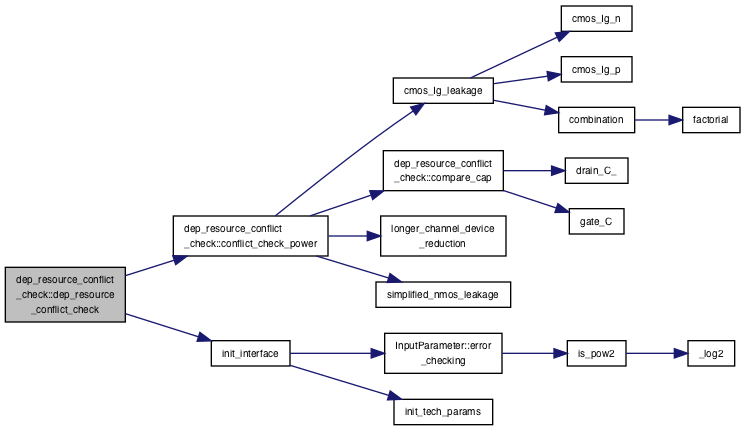 cmos_Ig_n
cmos_Ig_p
cmos_Ig_leakage
combination
factorial
dep_resource_conflict
_check::compare_cap
drain_C_
gate_C
dep_resource_conflict
_check::conflict_check_power
longer_channel_device
_reduction
simplified_nmos_leakage
dep_resource_conflict
_check::dep_resource
_conflict_check
init_interface
InputParameter::error
_checking
is_pow2
_log2
init_tech_params